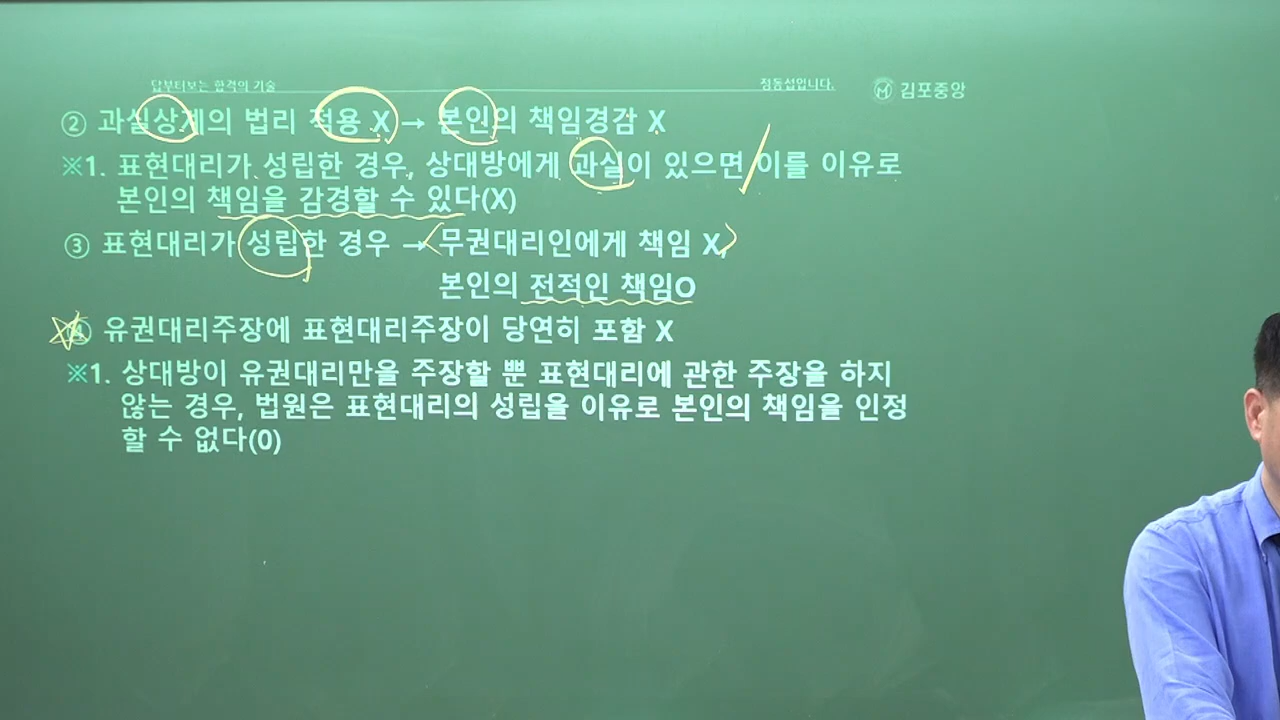 답부터보는 합격의 기술
정동섭입니다.
김포중앙
② 과실상계의 법리 적용 X → 본인의 책임경감 X
※1. 표현대리가 성립한 경우, 상대방에게 과실이 있으면 이를 이유로
본인의 책임을 감경할 수 있다(X)
③ 표현대리가 성립한 경우 → 무권대리인에게 책임 X,
본인의 전적인 책임O
④ 유권대리주장에 표현대리주장이 당연히 포함 X
※1. 상대방이 유권대리만을 주장할 뿐 표현대리에 관한 주장을 하지
않는 경우, 법원은 표현대리의 성립을 이유로 본인의 책임을 인정
할 수 없다(0)